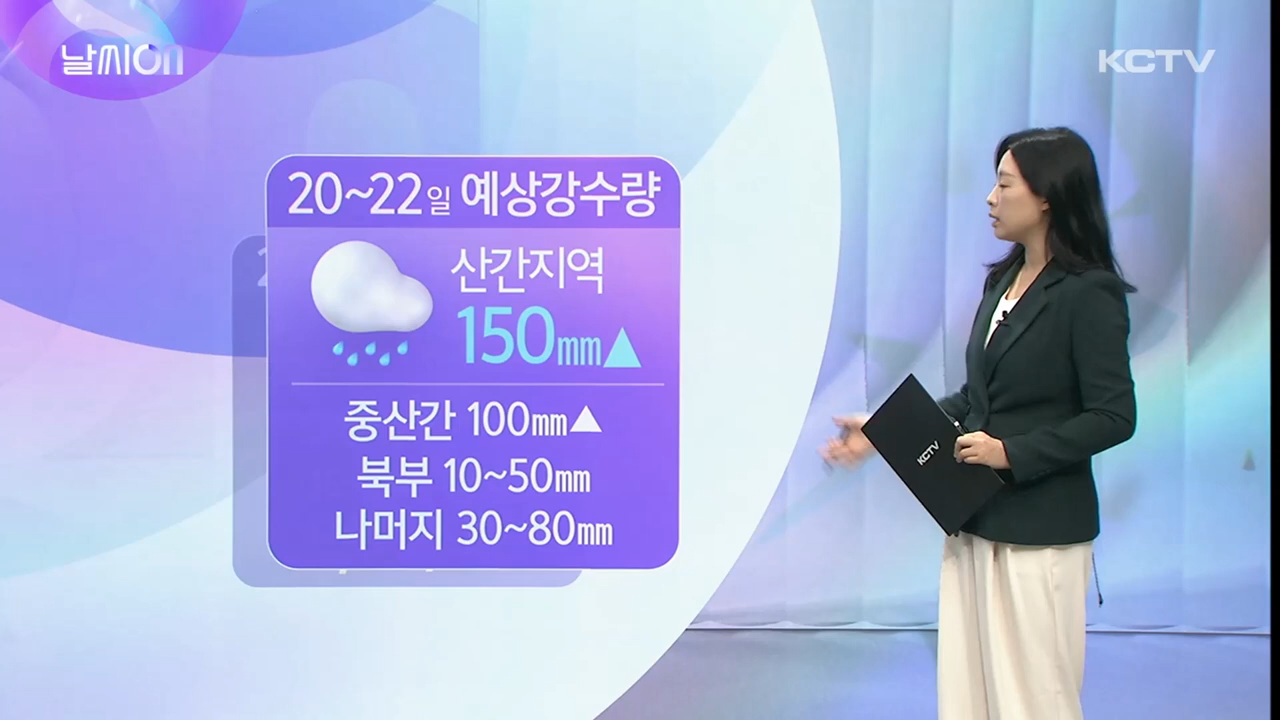 날씨on
KCTV
20~22일 예상강수량
산간지역
150㎜▲
중산간 100㎜▲
북부 10~50㎜
나머지 30~80㎜
KCTV